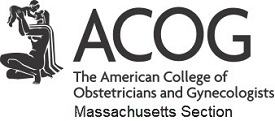 ACOG
The American College of
Obstetricians and Gynecologists
Massachusetts Section